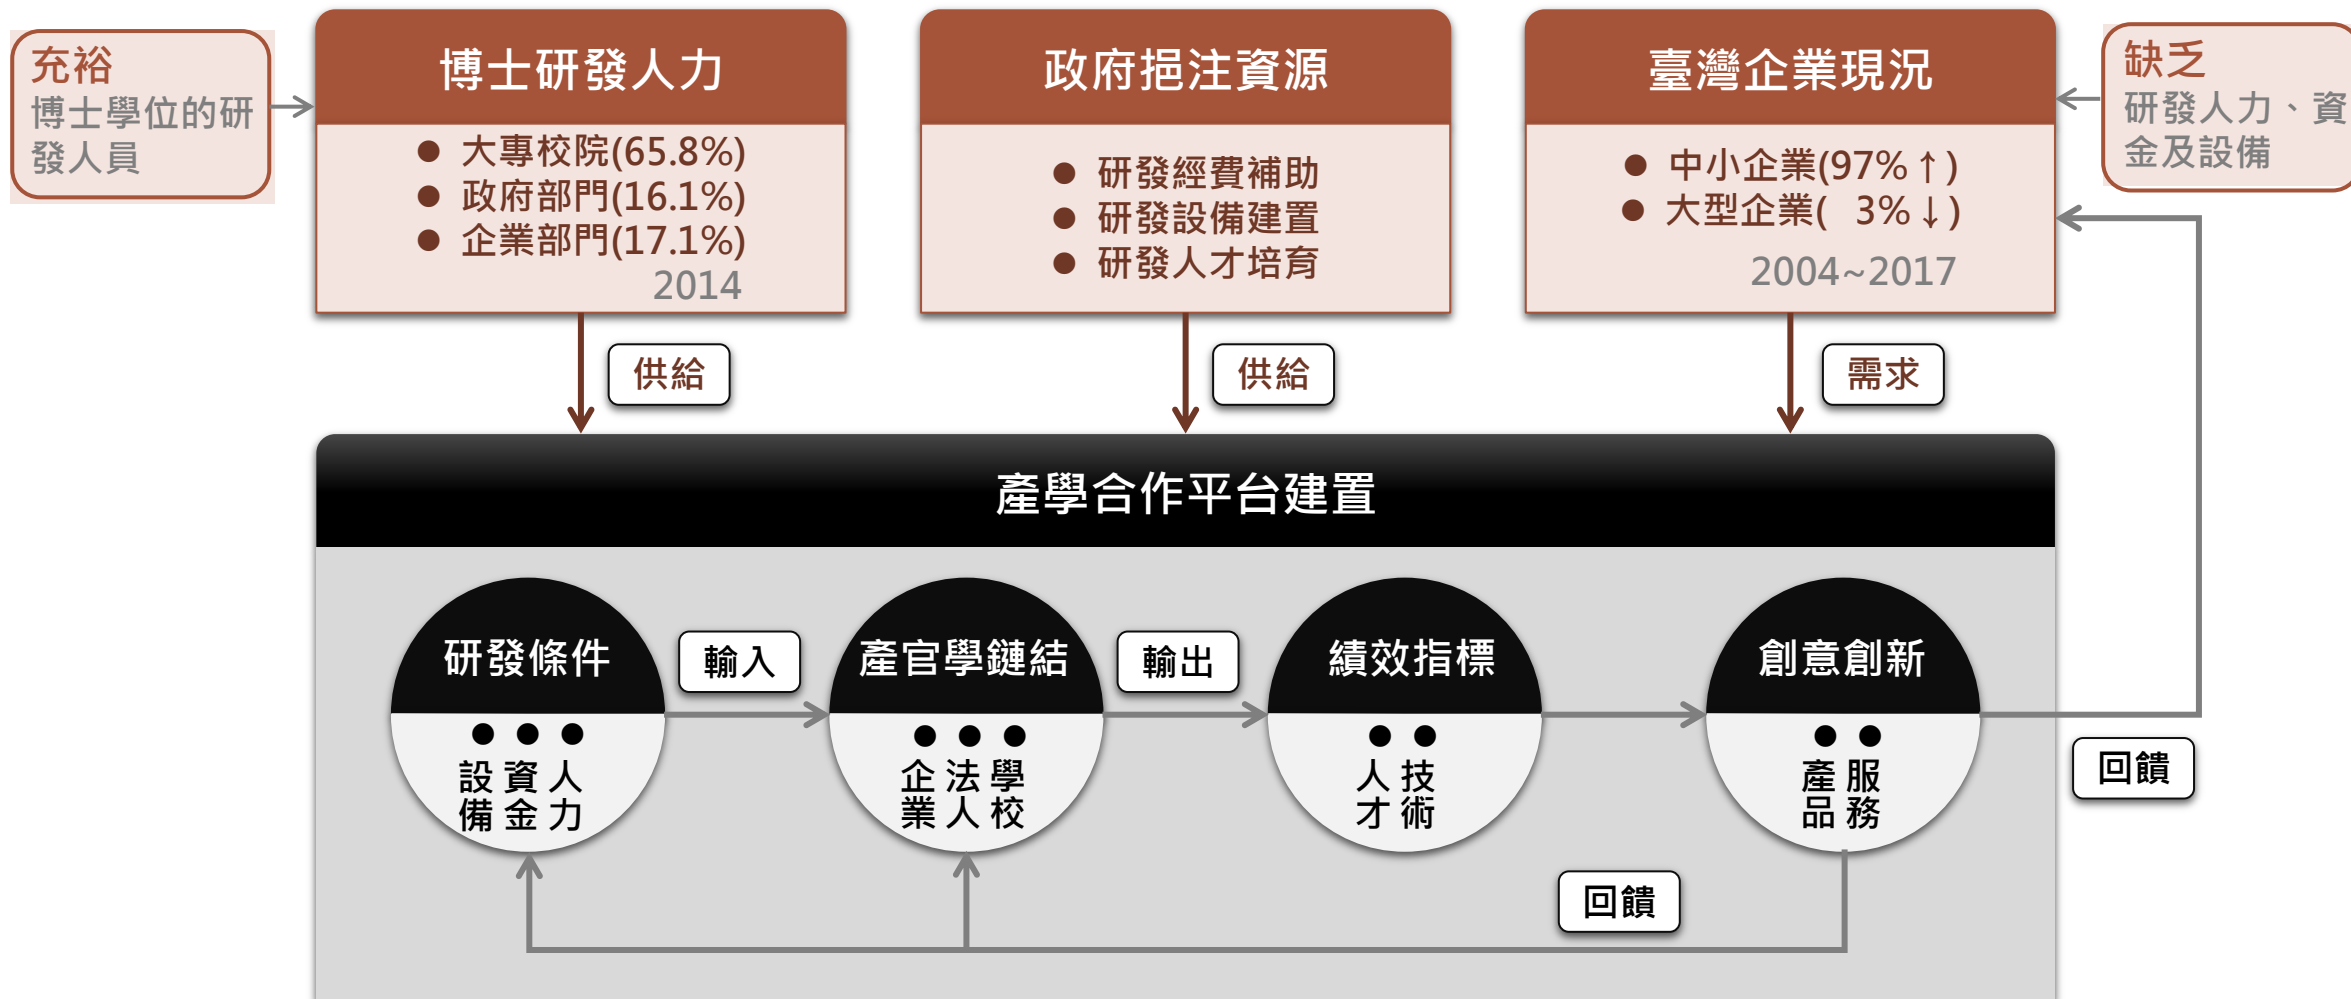 充裕
博士學位的研
發人員
博士研發人力
● 大專校院(65.8%)
● 政府部門(16.1%)
● 企業部門(17.1%)
2014
政府挹注資源
● 研發經費補助
● 研發設備建置
● 研發人才培育
臺灣企業現況
● 中小企業(97%↑)
● 大型企業( 3%↓)
2004~2017
缺乏
研發人力、資
金及設備
供給
供給
需求
產學合作平台建置
研發條件
● 人力
● 資金
● 設備
輸入
產官學鏈結
● 學校
● 法人
● 企業
輸出
績效指標
● 技術
● 人才
創意創新
● 服務
● 產品
回饋
回饋